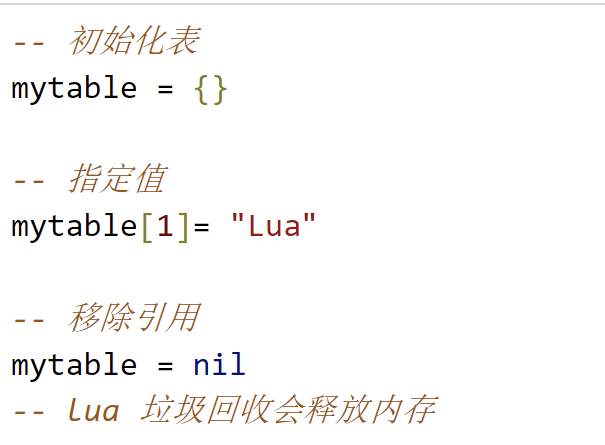 -- 初始化表
mytable = {}
-- 指定值
mytable[1]= "Lua"
-- 移除引用
mytable = nil
-- lua 垃圾回收会释放内存